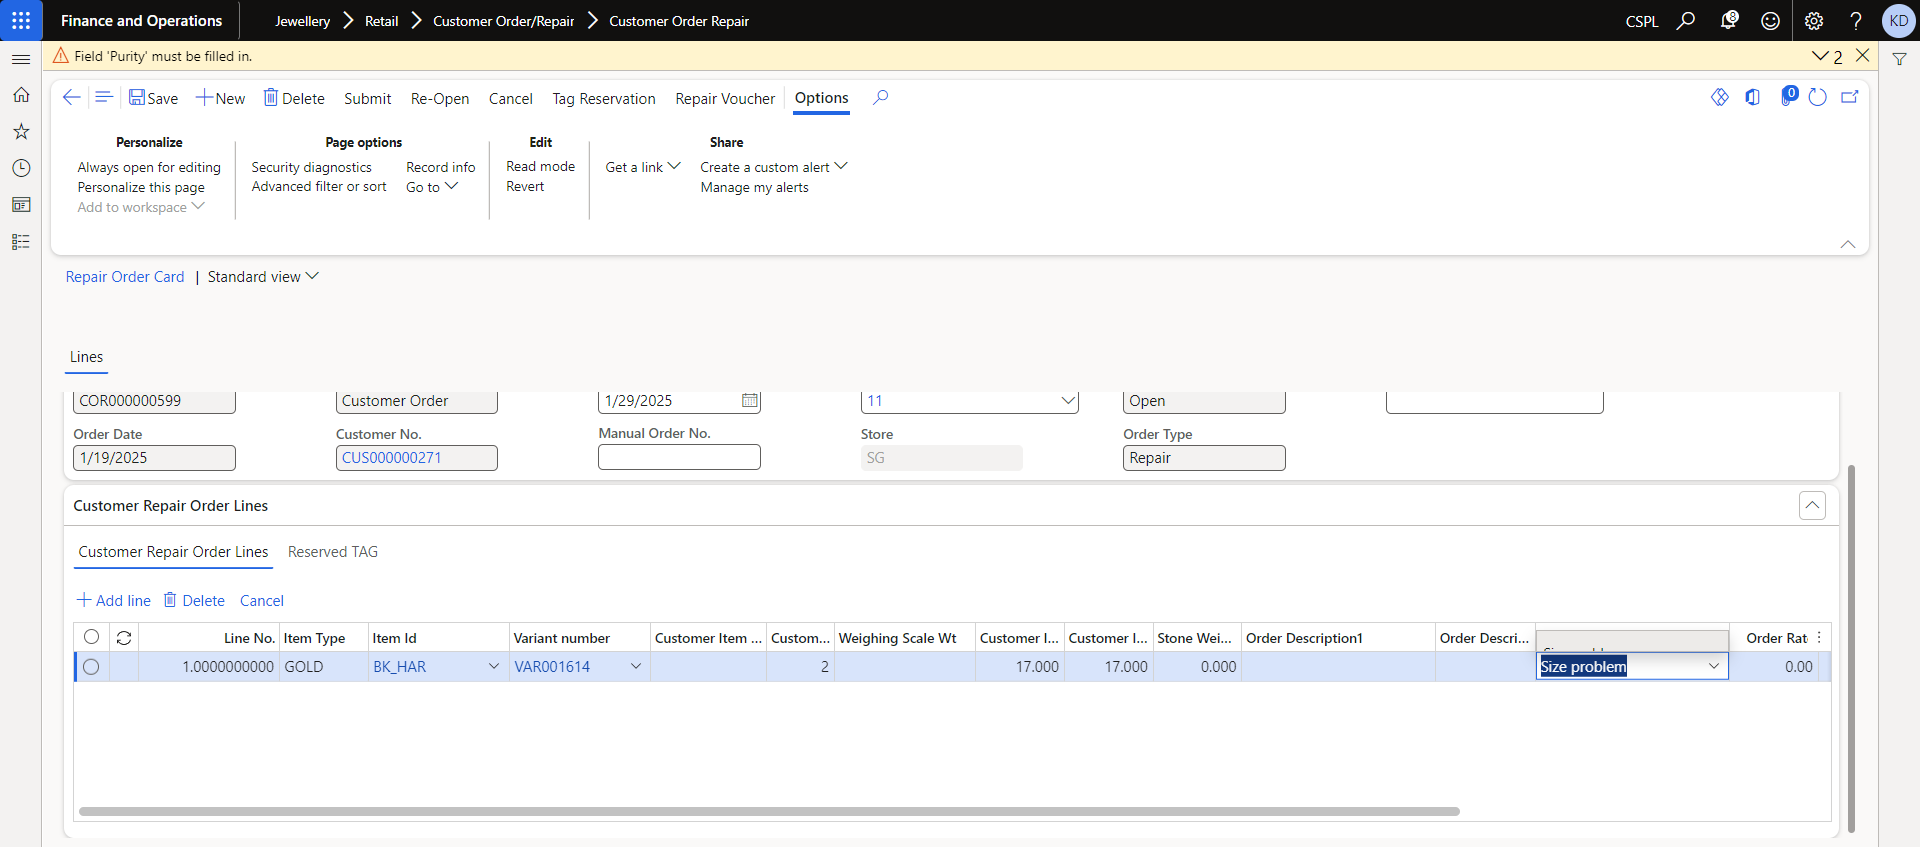 Finance and Operations
Jewellery
Retail
Customer Order/Repair
Customer Order Repair
CSPL
8
KD
Field 'Purity' must be filled in.
2
Save
New
Delete
Submit
Re-Open
Cancel
Tag Reservation
Repair Voucher
Options
0
Personalize
Always open for editing
Personalize this page
Add to workspace
Page options
Security diagnostics
Advanced filter or sort
Record info
Go to
Edit
Read mode
Revert
Share
Get a link
Create a custom alert
Manage my alerts
Repair Order Card | Standard view
Lines
COR000000599
Customer Order
1/29/2025
11
Open
Order Date
Customer No.
Manual Order No.
Store
Order Type
1/19/2025
CUS000000271
SG
Repair
Customer Repair Order Lines
Customer Repair Order Lines
Reserved TAG
Add line
Delete
Cancel
Line No.
Item Type
Item Id
Variant number
Customer Item ...
Custom...
Weighing Scale Wt
Customer I...
Customer I...
Stone Wei...
Order Description1
Order Descri...
Order Rat
1.0000000000
GOLD
BK_HAR
VAR001614
2
17.000
17.000
0.000
Size problem
0.00